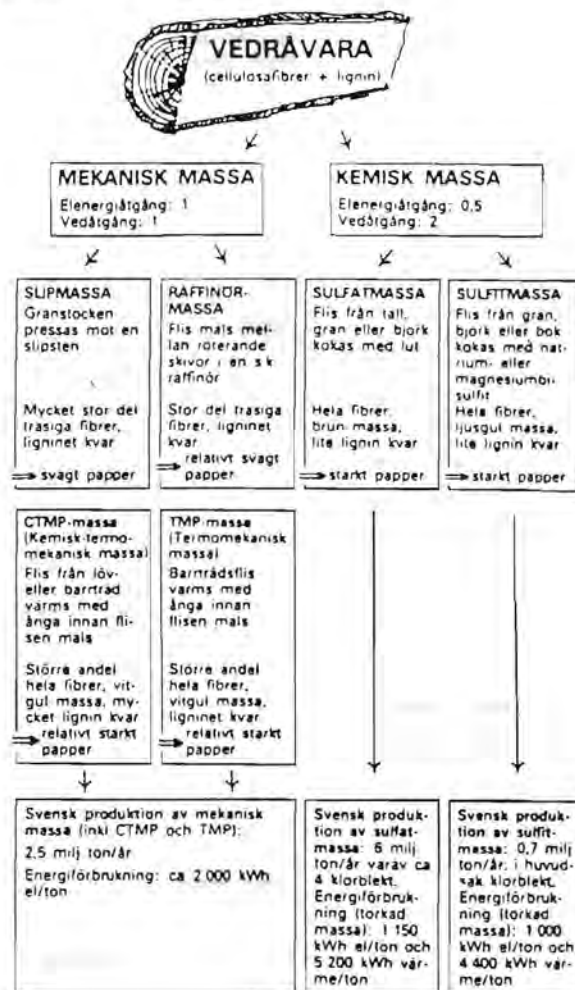 VEDRÅVARA
(cellulosafibrer + lignin)
MEKANISK MASSA
Elenergiåtgång: 1
Vedåtgång: 1
KEMISK MASSA
Elenergiåtgång: 0,5
Vedåtgång: 2
SLIPMASSA
Granstocken
pressas mot en
slipsten
Mycket stor del
trasiga fibrer,
ligninet kvar
⇒ svagt papper
RAFFINÖR-
MASSA
Flis mals mel-
lan roterande
skivor i en s k
raffinör
Stor del trasiga
fibrer, ligninet
kvar
⇒ relativt svagt
papper
SULFATMASSA
Flis från tall,
gran eller björk
kokas med lut
Hela fibrer,
brun massa,
lite lignin kvar
⇒ starkt papper
SULFITMASSA
Flis från gran,
björk eller bok
kokas med nat-
rium- eller
magnesiumbi-
sulfit
Hela fibrer,
ljusgul massa,
lite lignin kvar
⇒ starkt papper
CTMP-massa
(Kemisk-termo-
mekanisk massa)
Flis från löv-
eller barrträd
värms med
ånga innan fli-
sen mals
Större andel
hela fibrer, vit-
gul massa, my-
cket lignin kvar
⇒ relativt starkt
papper
TMP-massa
(Termomekanisk
massa)
Barrträdsflis
värms med
ånga innan
flisen mals
Större andel
hela fibrer,
vitgul massa,
ligninet kvar
⇒ relativt starkt
papper
Svensk produktion av mekanisk
massa (inkl CTMP och TMP):
2,5 milj ton/år
Energiförbrukning: ca 2 000 kWh
el/ton
Svensk produk-
tion av sulfat-
massa: 6 milj
ton/år varav ca
4 klorblekt.
Energiförbruk-
ning (torkad
massa): 1 150
kWh el/ton och
5 200 kWh vär-
me/ton
Svensk produk-
tion av sulfit-
massa: 0,7 milj
ton/år, i huvud-
sak klorblekt.
Energiförbruk-
ning (torkad
massa): 1 000
kWh el/ton och
4 400 kWh vär-
me/ton